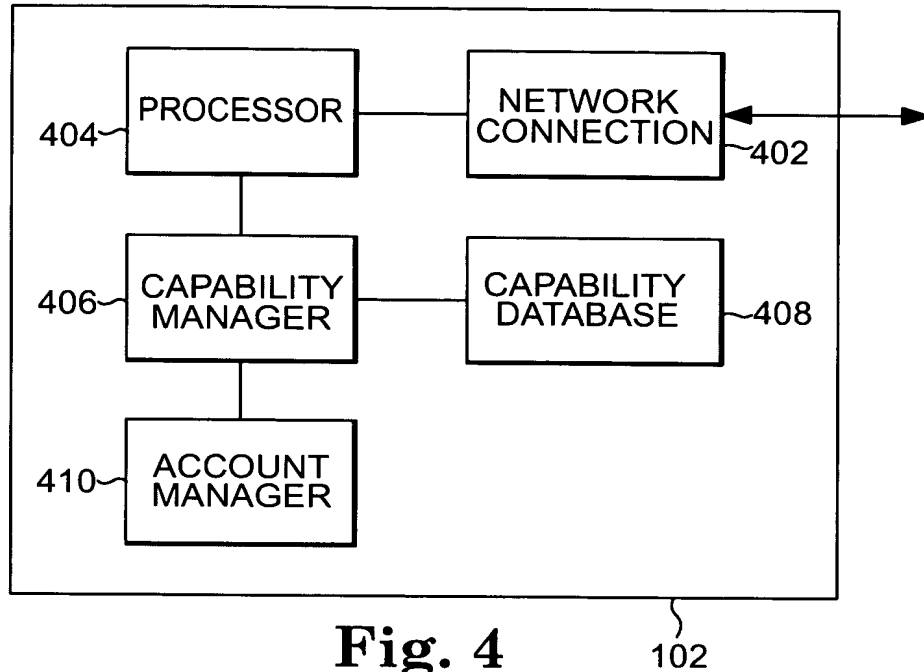 PROCESSOR
404
NETWORK
CONNECTION
402
CAPABILITY
MANAGER
406
CAPABILITY
DATABASE
408
ACCOUNT
MANAGER
410
Fig. 4
102